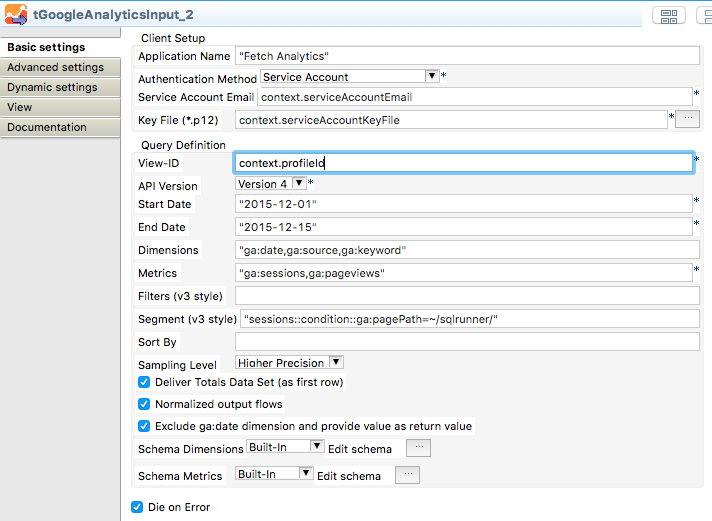 tGoogleAnalyticsInput_2
Basic settings
Advanced settings
Dynamic settings
View
Documentation
Client Setup
Application Name "Fetch Analytics"
Authentication Method Service Account *
Service Account Email context.serviceAccountEmail *
Key File (*.p12) context.serviceAccountKeyFile * ...
Query Definition
View-ID context.profileId *
API Version Version 4 *
Start Date "2015-12-01" *
End Date "2015-12-15" *
Dimensions "ga:date,ga:source,ga:keyword"
Metrics "ga:sessions,ga:pageviews" *
Filters (v3 style)
Segment (v3 style) "sessions::condition::ga:pagePath=~/sqlrunner/"
Sort By
Sampling Level Higher Precision
Deliver Totals Data Set (as first row)
Normalized output flows
Exclude ga:date dimension and provide value as return value
Schema Dimensions Built-In Edit schema ...
Schema Metrics Built-In Edit schema ...
Die on Error